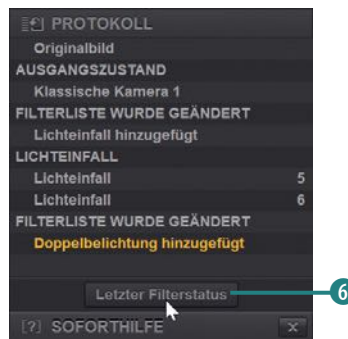 PROTOKOLL
Originalbild
AUSGANGSZUSTAND
Klassische Kamera 1
FILTERLISTE WURDE GEÄNDERT
Lichteinfall hinzugefügt
LICHTEINFALL
Lichteinfall 5
Lichteinfall 6
FILTERLISTE WURDE GEÄNDERT
Doppelbelichtung hinzugefügt
Letzter Filterstatus 6
[?] SOFORTHILFE x